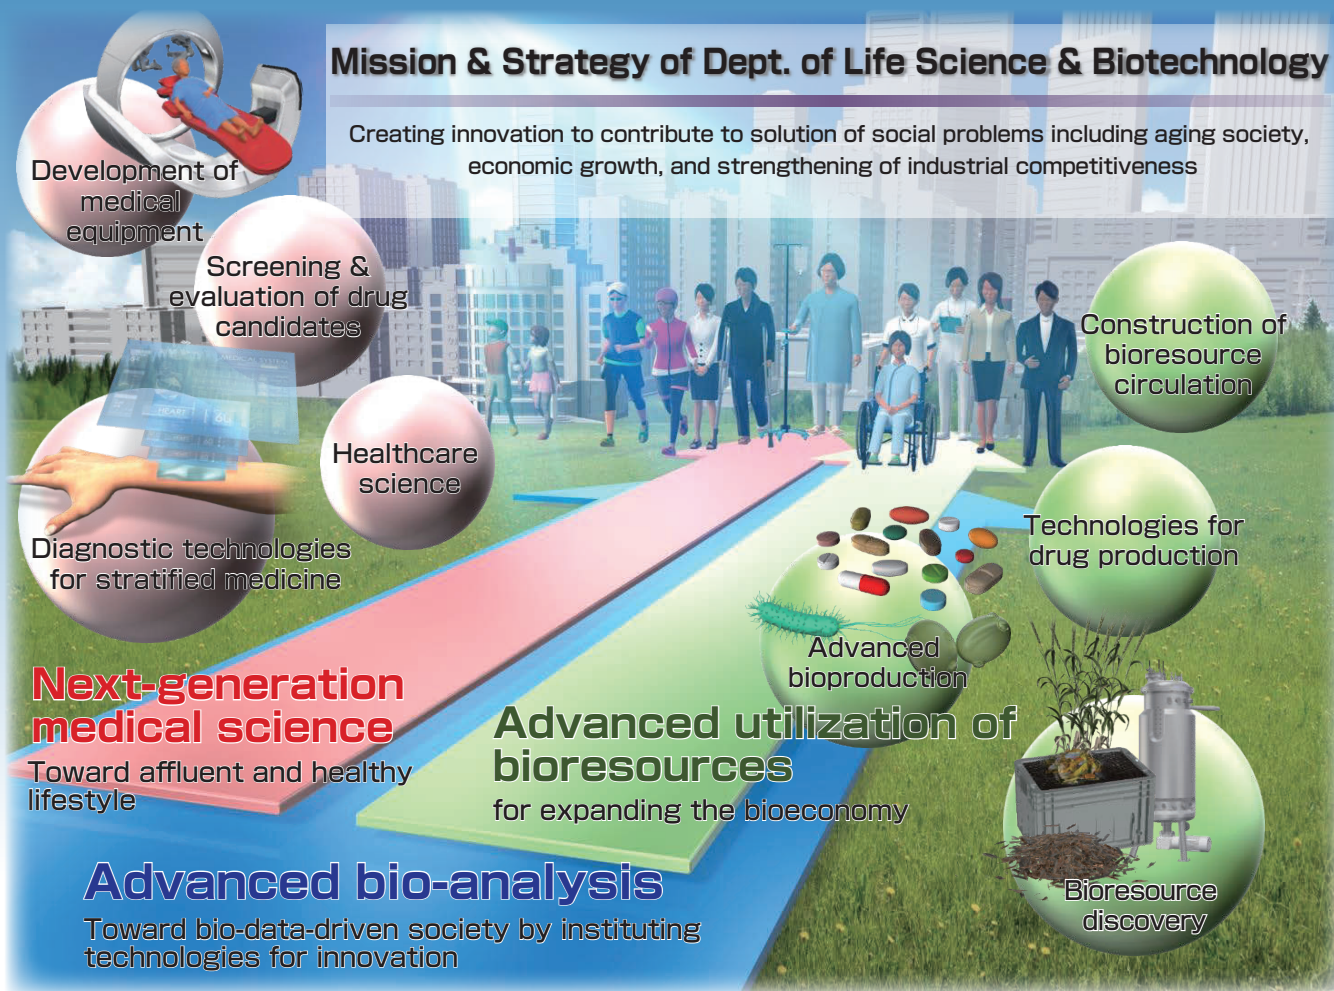 Mission & Strategy of Dept. of Life Science & Biotechnology
Creating innovation to contribute to solution of social problems including aging society,
economic growth, and strengthening of industrial competitiveness
Development of
medical
equipment
Screening &
evaluation of drug
candidates
Healthcare
science
MEDICAL SYSTEM
HEART
Diagnostic technologies
for stratified medicine
Construction of
bioresource
circulation
Technologies for
drug production
Advanced
bioproduction
Bioresource
discovery
Next-generation
medical science
Toward affluent and healthy
lifestyle
Advanced utilization of
bioresources
for expanding the bioeconomy
Advanced bio-analysis
Toward bio-data-driven society by instituting
technologies for innovation